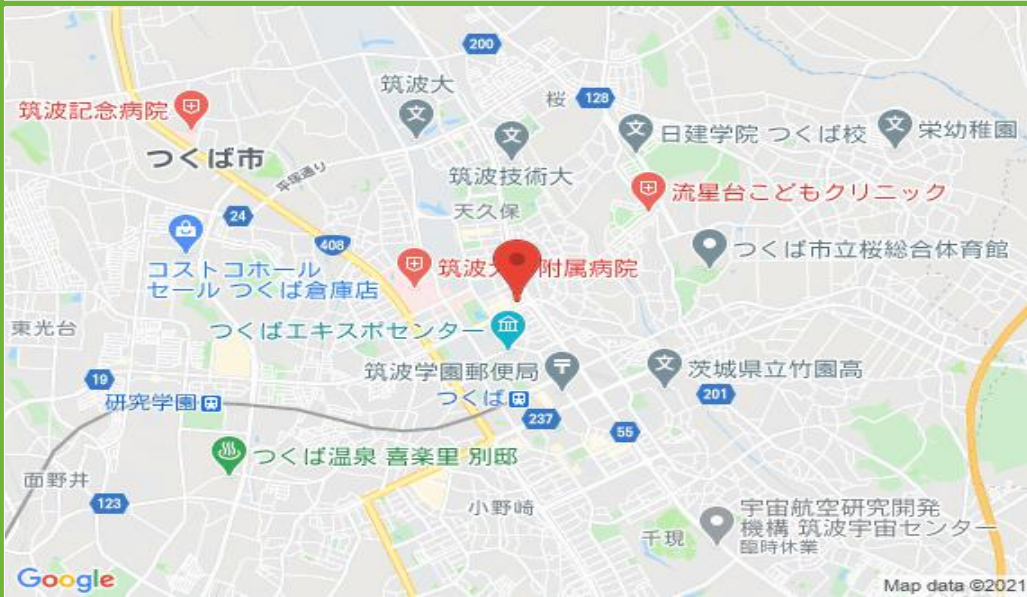 200
筑波大
桜
128
筑波記念病院
日建学院 つくば校
栄幼稚園
つくば市
平塚通り
筑波技術大
流星台こどもクリニック
天久保
24
408
つくば市立桜総合体育館
コストコホール
セール つくば倉庫店
筑波大
附属病院
東光台
つくばエキスポセンター
筑波学園郵便局
茨城県立竹園高
19
研究学園
つくば
201
237
55
つくば温泉 喜楽里 別邸
面野井
123
小野崎
宇宙航空研究開発
機構 筑波宇宙センター
臨時休業
千現
Google
Map data ©2021